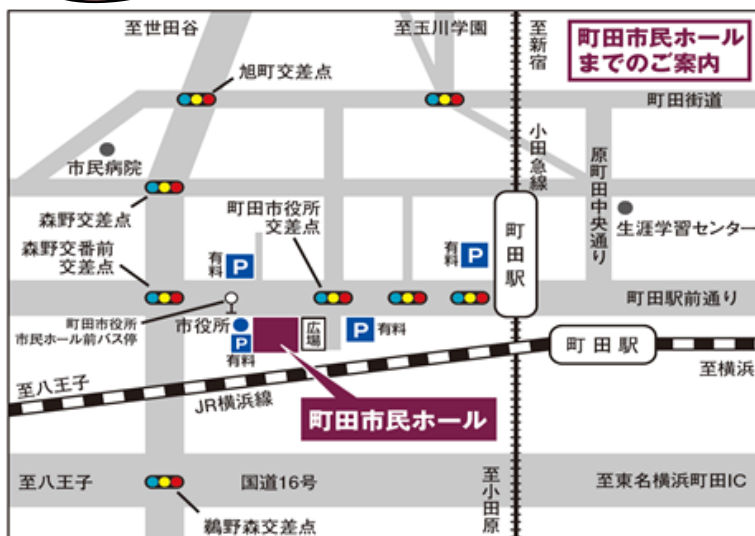 至世田谷
至玉川学園
至新宿
町田市民ホール
までのご案内
旭町交差点
町田街道
小田急線
市民病院
原町田中央通り
森野交差点
町田市役所
交差点
生涯学習センター
町田駅
森野交番前
交差点
有料
P
有料
P
町田駅前通り
町田市役所
市民ホール前バス停
市役所
P
有料
広場
P
有料
町田駅
至八王子
JR横浜線
至横浜
町田市民ホール
至八王子
国道16号
至小田原
至東名横浜町田IC
鵜野森交差点